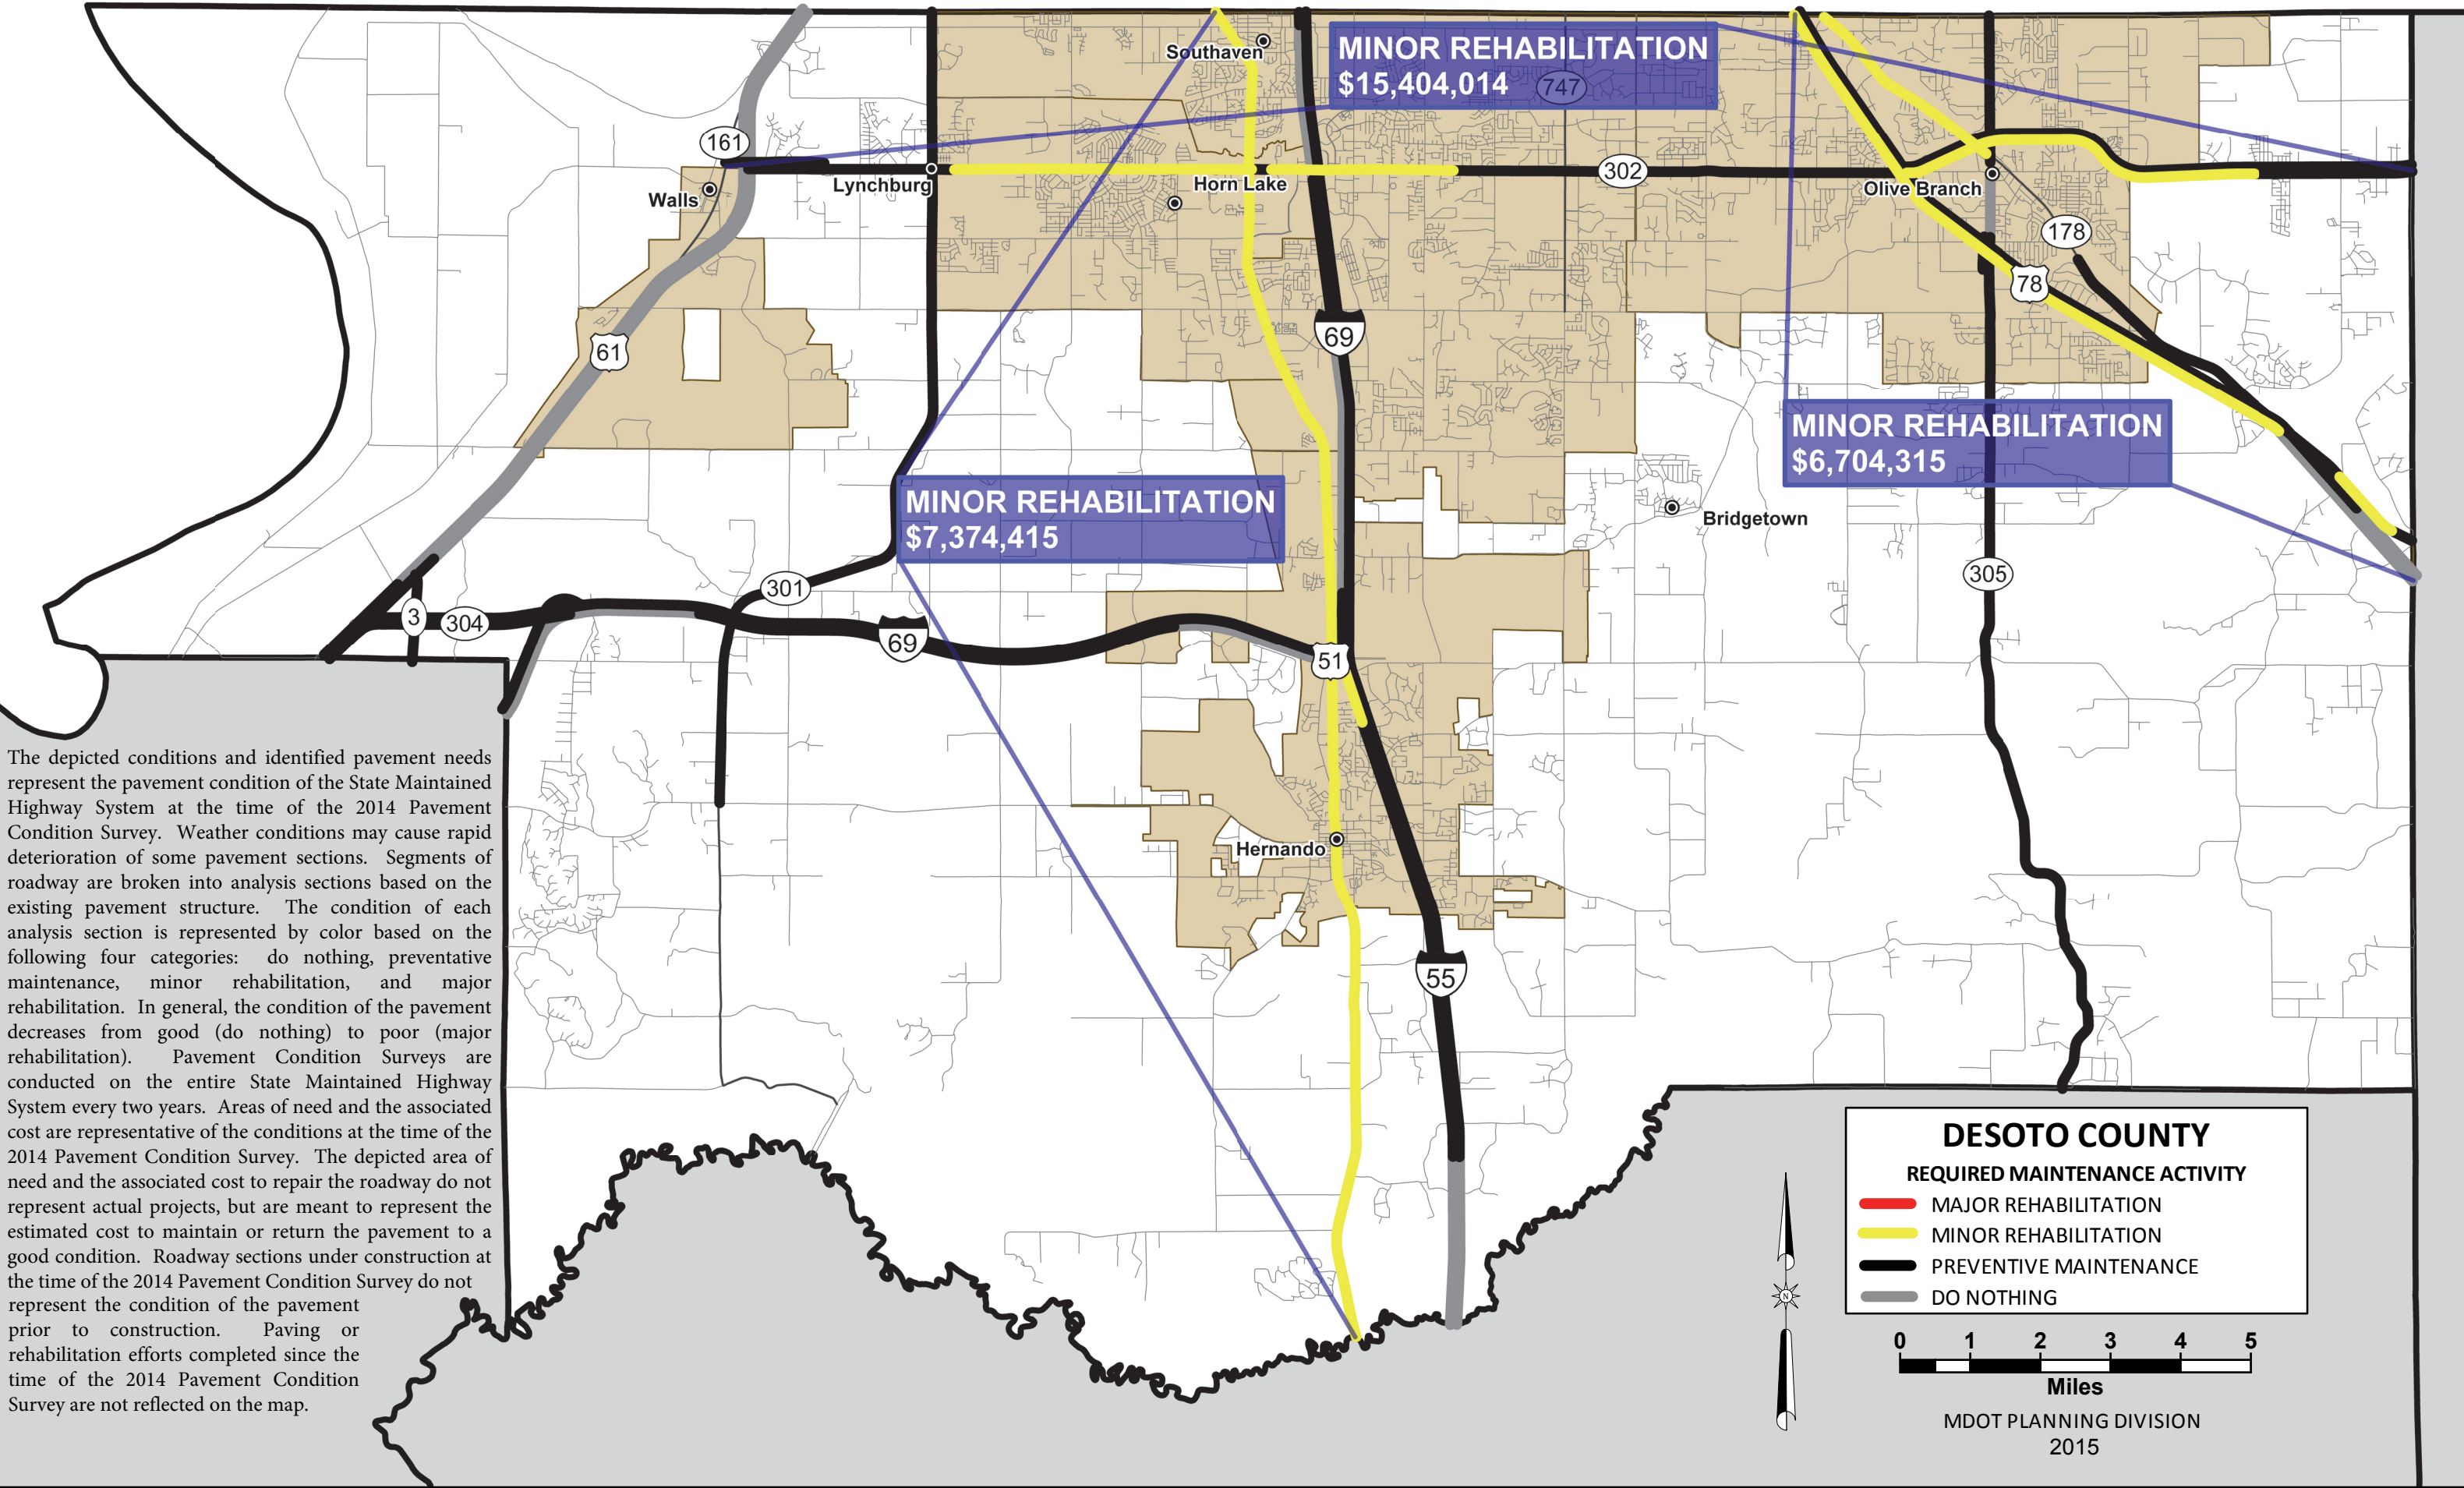 Southaven
MINOR REHABILITATION
$15,404,014
747
161
Walls
Lynchburg
Horn Lake
302
Olive Branch
178
78
69
61
MINOR REHABILITATION
$6,704,315
MINOR REHABILITATION
$7,374,415
Bridgetown
301
305
3
304
69
51
Hernando
55
The depicted conditions and identified pavement needs
represent the pavement condition of the State Maintained
Highway System at the time of the 2014 Pavement
Condition Survey. Weather conditions may cause rapid
deterioration of some pavement sections. Segments of
roadway are broken into analysis sections based on the
existing pavement structure. The condition of each
analysis section is represented by color based on the
following four categories: do nothing, preventative
maintenance, minor rehabilitation, and major
rehabilitation. In general, the condition of the pavement
decreases from good (do nothing) to poor (major
rehabilitation). Pavement Condition Surveys are
conducted on the entire State Maintained Highway
System every two years. Areas of need and the associated
cost are representative of the conditions at the time of the
2014 Pavement Condition Survey. The depicted area of
need and the associated cost to repair the roadway do not
represent actual projects, but are meant to represent the
estimated cost to maintain or return the pavement to a
good condition. Roadway sections under construction at
the time of the 2014 Pavement Condition Survey do not
represent the condition of the pavement
prior to construction. Paving or
rehabilitation efforts completed since the
time of the 2014 Pavement Condition
Survey are not reflected on the map.
DESOTO COUNTY
REQUIRED MAINTENANCE ACTIVITY
MAJOR REHABILITATION
MINOR REHABILITATION
PREVENTIVE MAINTENANCE
DO NOTHING
N
0 1 2 3 4 5
Miles
MDOT PLANNING DIVISION
2015